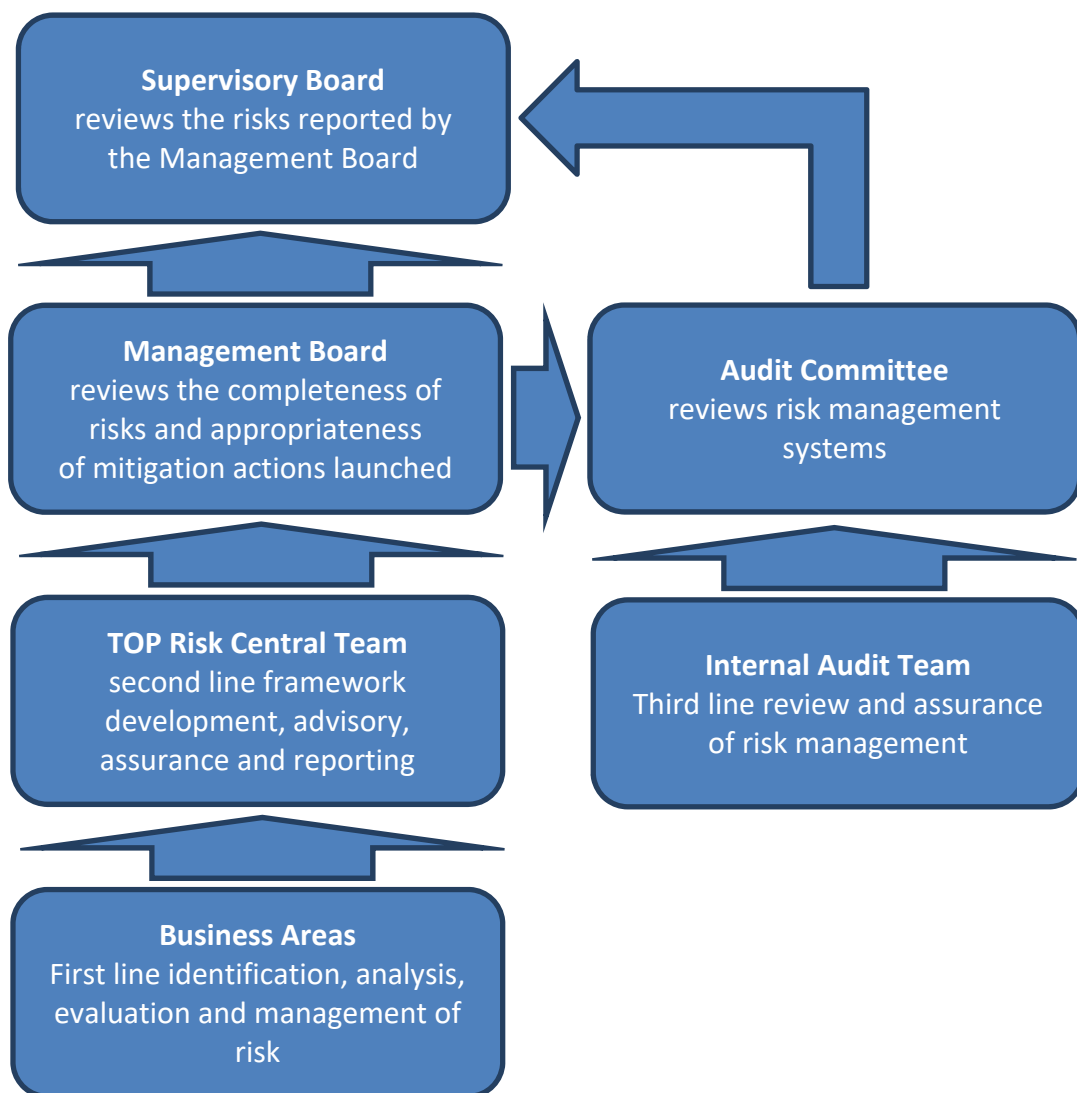 Supervisory Board
reviews the risks reported by
the Management Board
Management Board
reviews the completeness of
risks and appropriateness
of mitigation actions launched
Audit Committee
reviews risk management
systems
TOP Risk Central Team
second line framework
development, advisory,
assurance and reporting
Internal Audit Team
Third line review and assurance
of risk management
Business Areas
First line identification, analysis,
evaluation and management of
risk